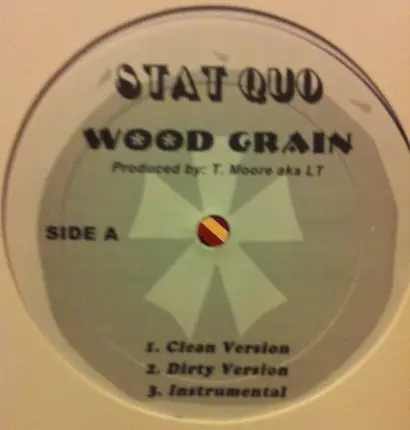 STAT QUO
WOOD GRAIN
Produced by: T. Moore aka LT
SIDE A
1. Clean Version
2. Dirty Version
3. Instrumental